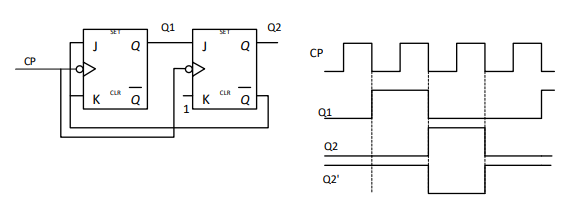 Q1 Q2
SET SET
J Q J Q
CP
CLR CLR
K Q K Q
1
CP
Q1
Q2
Q2'